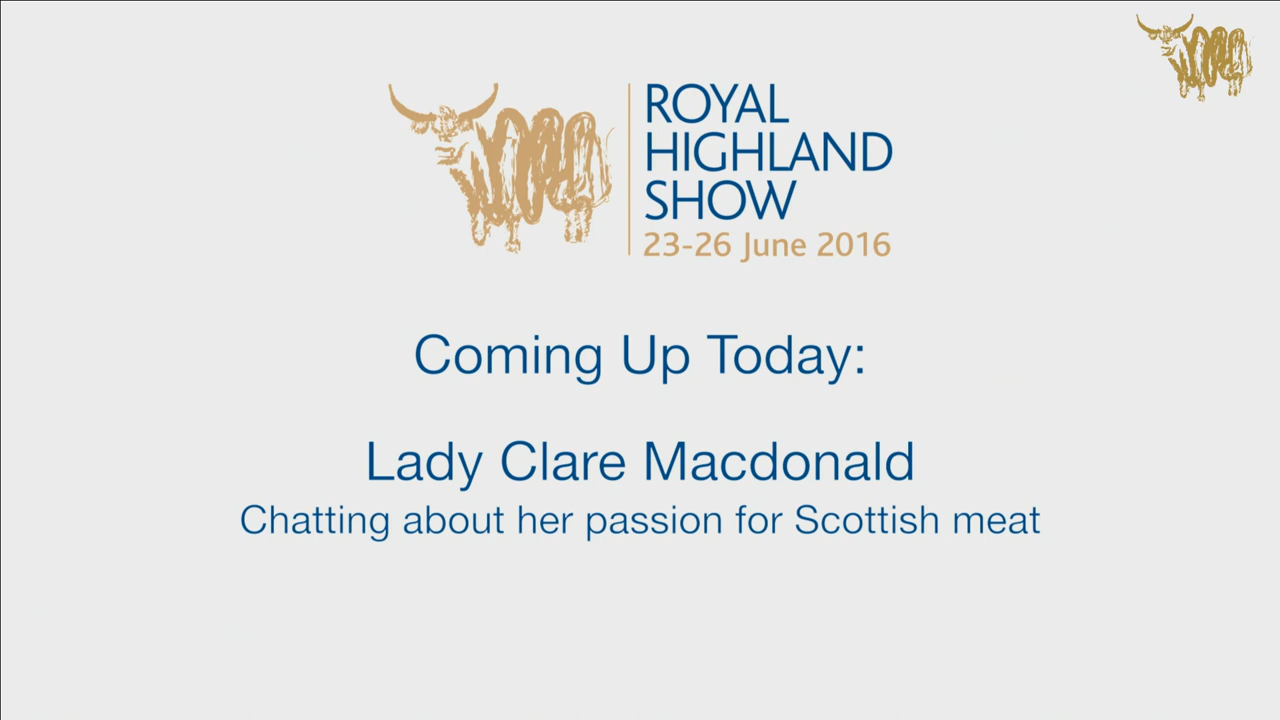 ROYAL
HIGHLAND
SHOW
23-26 June 2016
Coming Up Today:
Lady Clare Macdonald
Chatting about her passion for Scottish meat